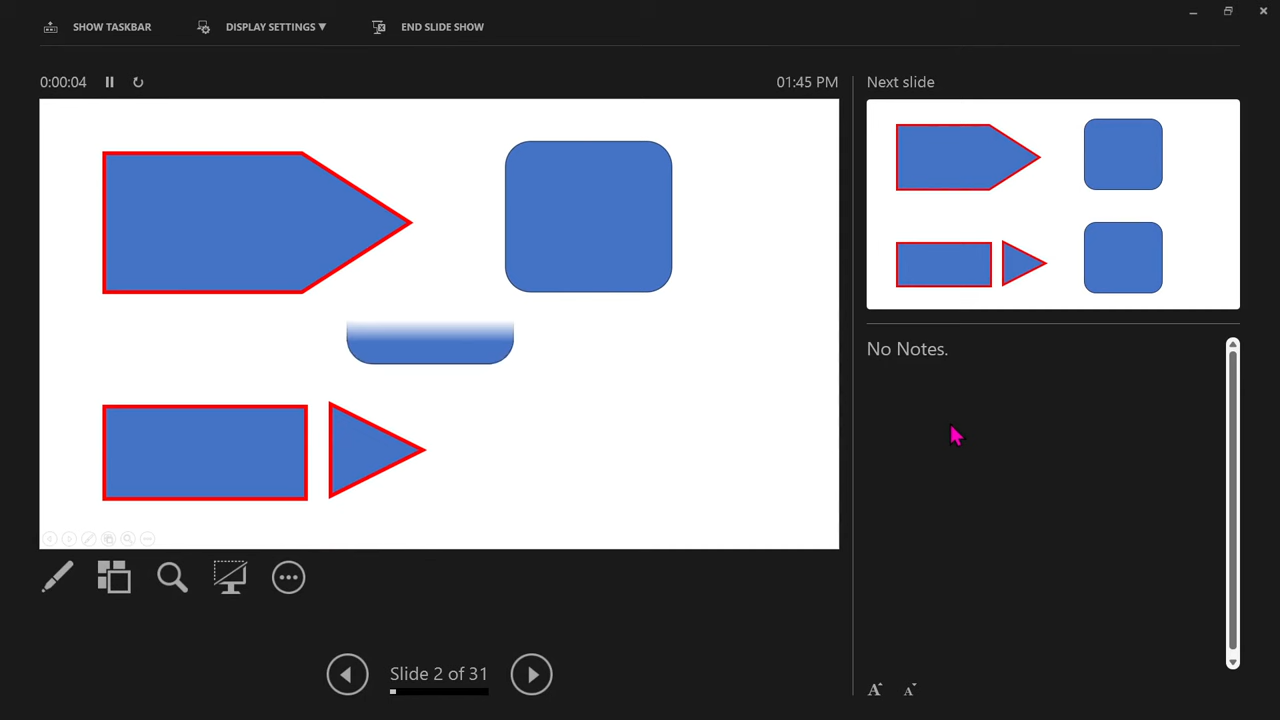 SHOW TASKBAR DISPLAY SETTINGS ▼ END SLIDE SHOW
0:00:04 01:45 PM Next slide
No Notes.
Slide 2 of 31
A A